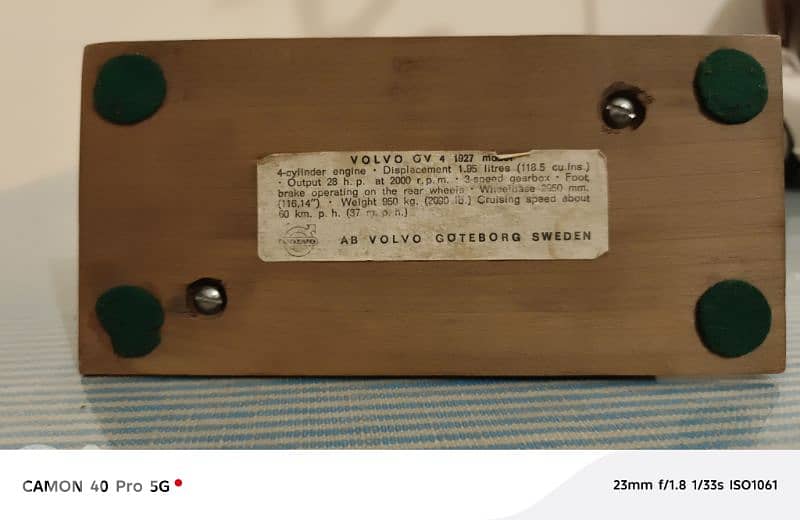 VOLVO OV 4 1927 model
4-cylinder engine · Displacement 1.95 litres (118.5 cu.ins.)
· Output 28 h. p. at 2000 r. p. m. · 3-speed gearbox · Foot
brake operating on the rear wheels · Wheelbase 2950 mm.
(116,14″) · Weight 950 kg. (2090 lb.) Cruising speed about
60 km. p. h. (37 m. p. h.)
VOLVO
AB VOLVO GÖTEBORG SWEDEN
CAMON 40 Pro 5G
23mm f/1.8 1/33s ISO1061